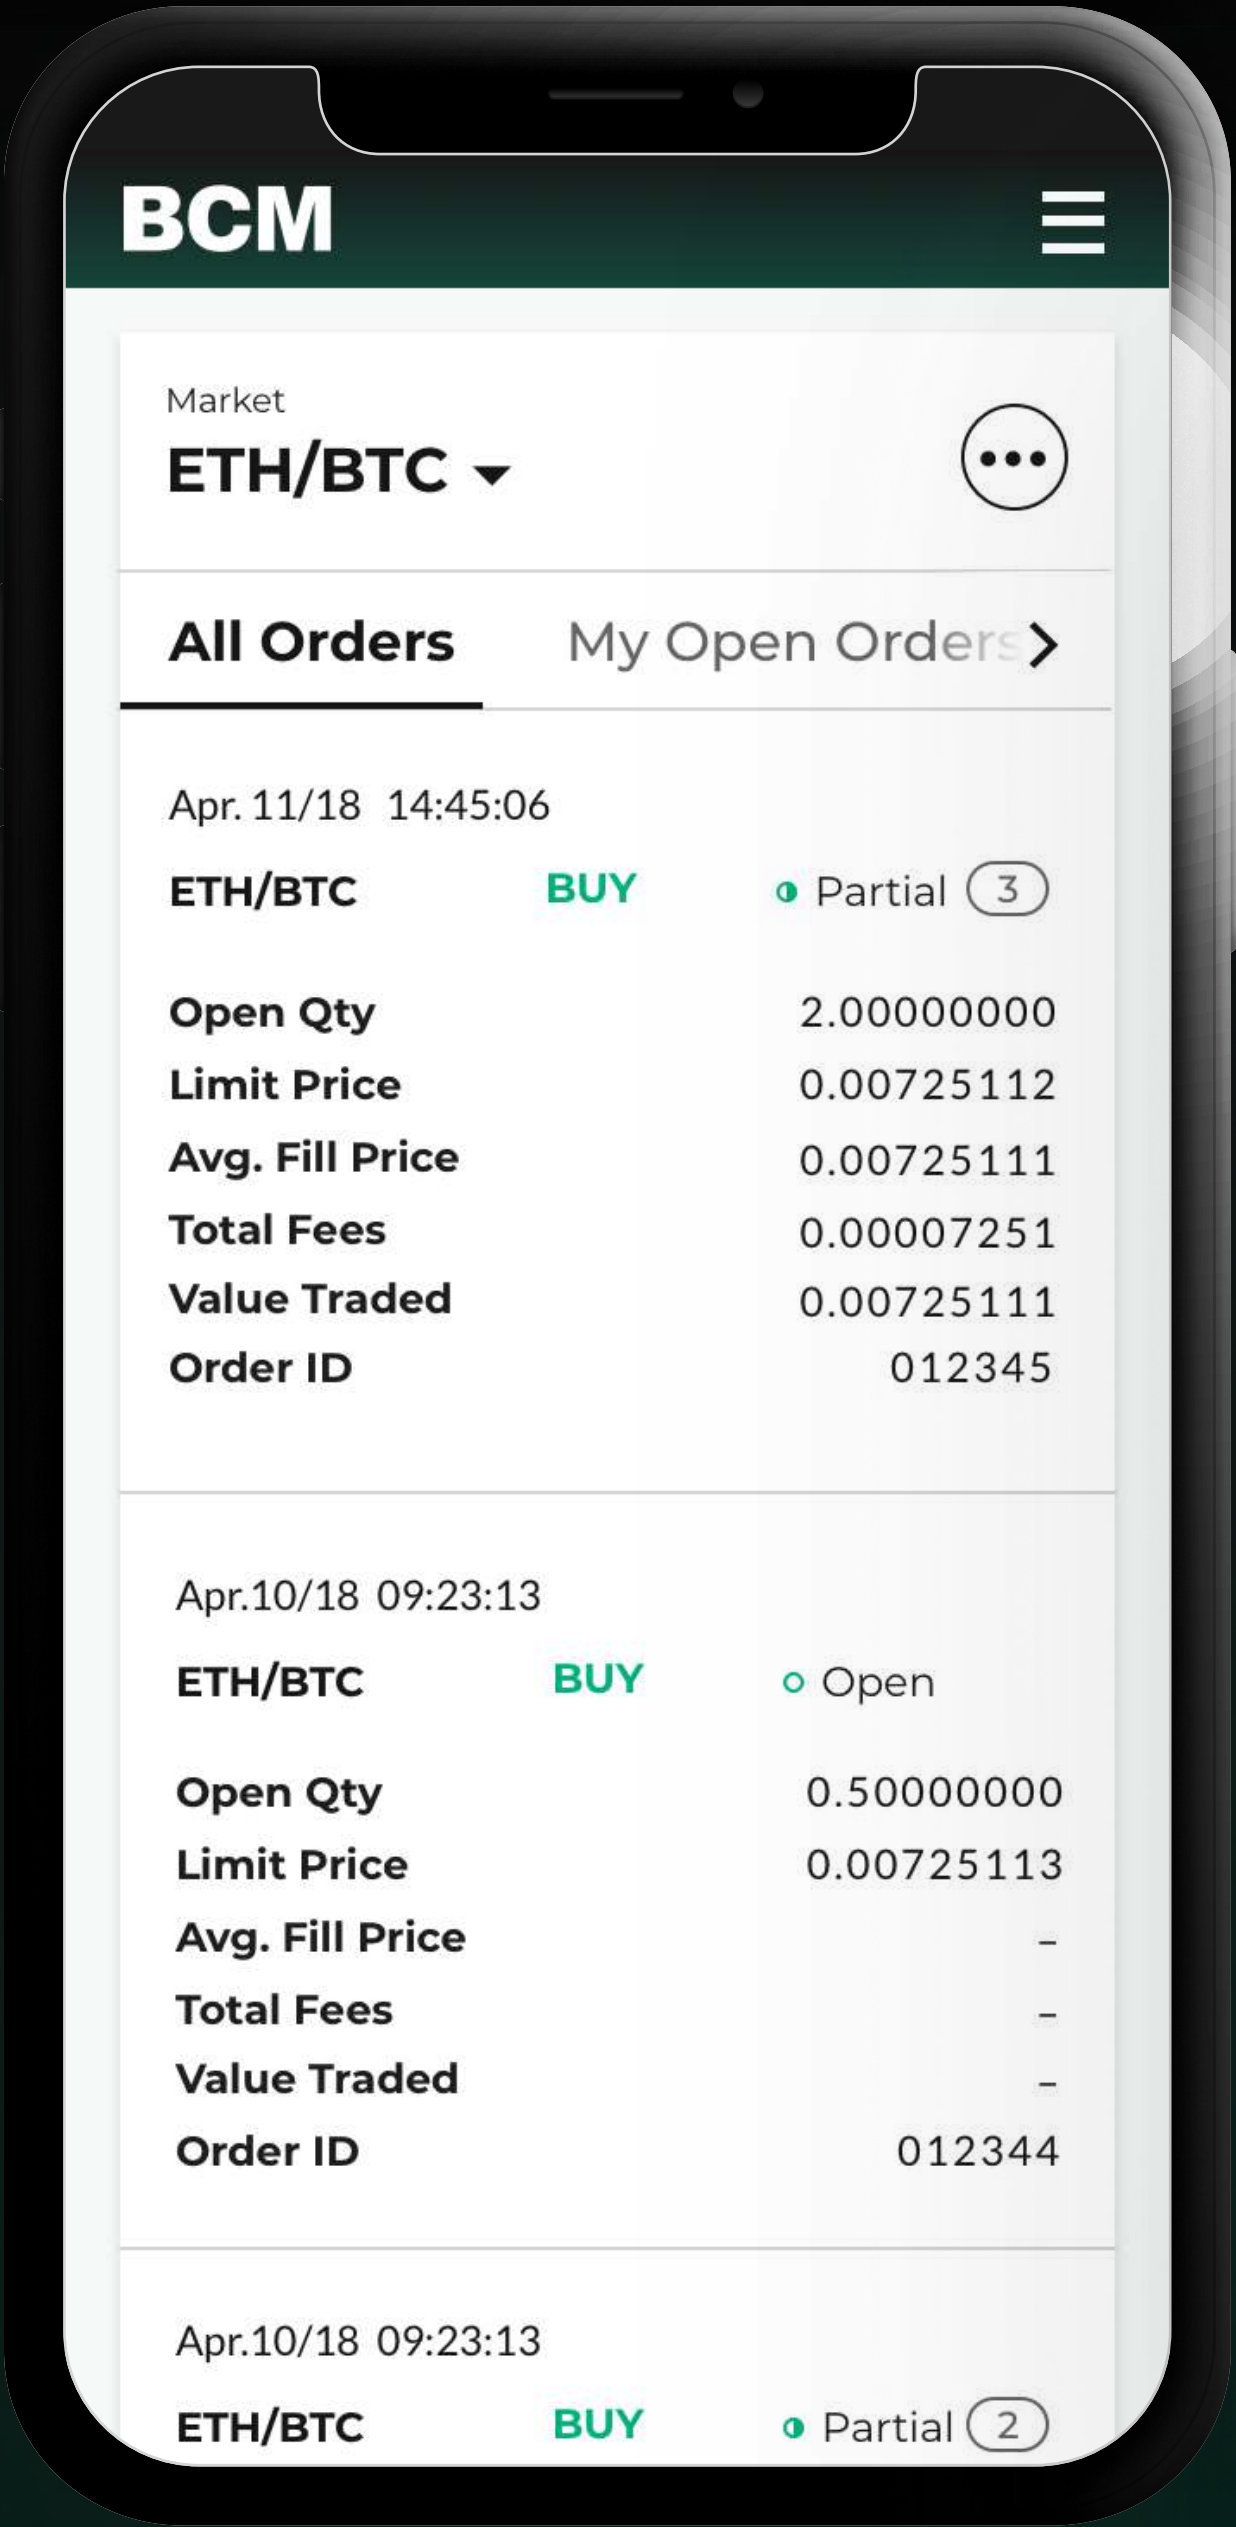 BCM
Market
ETH/BTC
All Orders My Open Orders
Apr. 11/18 14:45:06
ETH/BTC BUY Partial 3
Open Qty 2.00000000
Limit Price 0.00725112
Avg. Fill Price 0.00725111
Total Fees 0.00007251
Value Traded 0.00725111
Order ID 012345
Apr.10/18 09:23:13
ETH/BTC BUY Open
Open Qty 0.50000000
Limit Price 0.00725113
Avg. Fill Price –
Total Fees –
Value Traded –
Order ID 012344
Apr.10/18 09:23:13
ETH/BTC BUY Partial 2